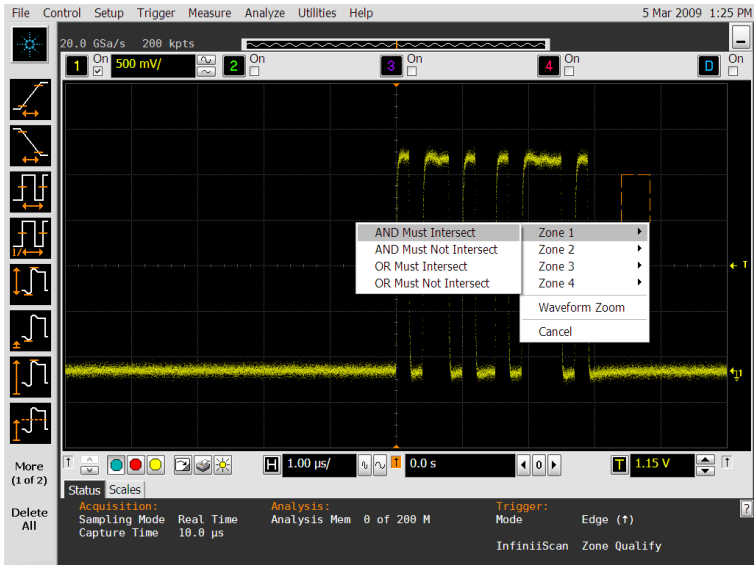 File Control Setup Trigger Measure Analyze Utilities Help 5 Mar 2009 1:25 PM
20.0 GSa/s 200 kpts
1 On 500 mV/ 2 On 3 On 4 On D On
AND Must Intersect Zone 1
AND Must Not Intersect Zone 2
OR Must Intersect Zone 3
OR Must Not Intersect Zone 4
Waveform Zoom
Cancel
T
1
More
(1 of 2)
Delete
All
H 1.00 µs/ 0.0 s 0 T 1.15 V
Status Scales
Acquisition: Analysis: Trigger:
Sampling Mode Real Time Analysis Mem 0 of 200 M Mode Edge (↑)
Capture Time 10.0 µs
InfiniiScan Zone Qualify
?